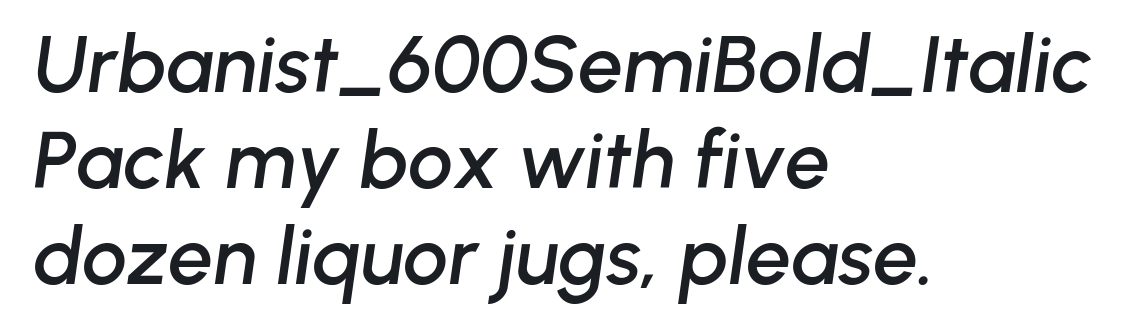 Urbanist_600SemiBold_Italic
Pack my box with five
dozen liquor jugs, please.